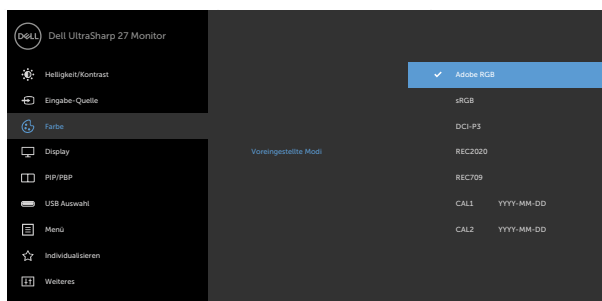 DELL
Dell UltraSharp 27 Monitor
Helligkeit/Kontrast
Eingabe-Quelle
Farbe
Display
PIP/PBP
USB Auswahl
Menü
Individualisieren
Weiteres
Voreingestellte Modi
Adobe RGB
sRGB
DCI-P3
REC2020
REC709
CAL1 YYYY-MM-DD
CAL2 YYYY-MM-DD